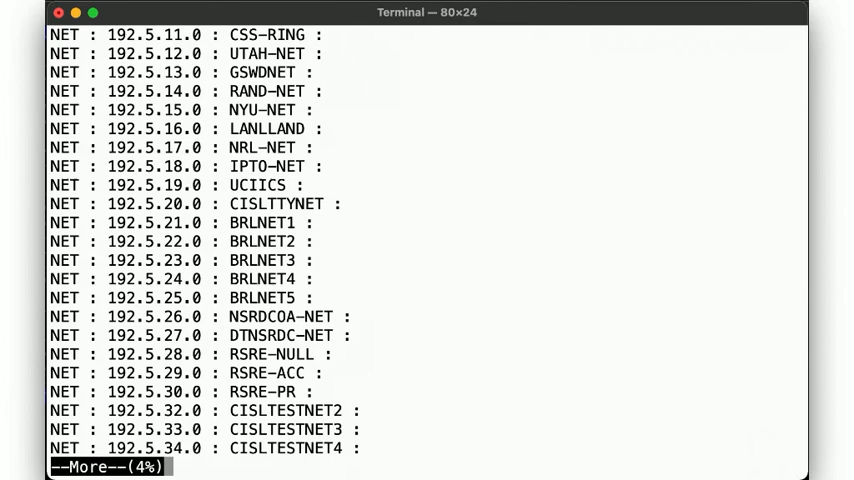 Terminal — 80×24
NET : 192.5.11.0 : CSS-RING :
NET : 192.5.12.0 : UTAH-NET :
NET : 192.5.13.0 : GSWDNET :
NET : 192.5.14.0 : RAND-NET :
NET : 192.5.15.0 : NYU-NET :
NET : 192.5.16.0 : LANLLAND :
NET : 192.5.17.0 : NRL-NET :
NET : 192.5.18.0 : IPTO-NET :
NET : 192.5.19.0 : UCIICS :
NET : 192.5.20.0 : CISLTTYNET :
NET : 192.5.21.0 : BRLNET1 :
NET : 192.5.22.0 : BRLNET2 :
NET : 192.5.23.0 : BRLNET3 :
NET : 192.5.24.0 : BRLNET4 :
NET : 192.5.25.0 : BRLNET5 :
NET : 192.5.26.0 : NSRDCOA-NET :
NET : 192.5.27.0 : DTNSRDC-NET :
NET : 192.5.28.0 : RSRE-NULL :
NET : 192.5.29.0 : RSRE-ACC :
NET : 192.5.30.0 : RSRE-PR :
NET : 192.5.32.0 : CISLTESTNET2 :
NET : 192.5.33.0 : CISLTESTNET3 :
NET : 192.5.34.0 : CISLTESTNET4 :
--More--(4%)